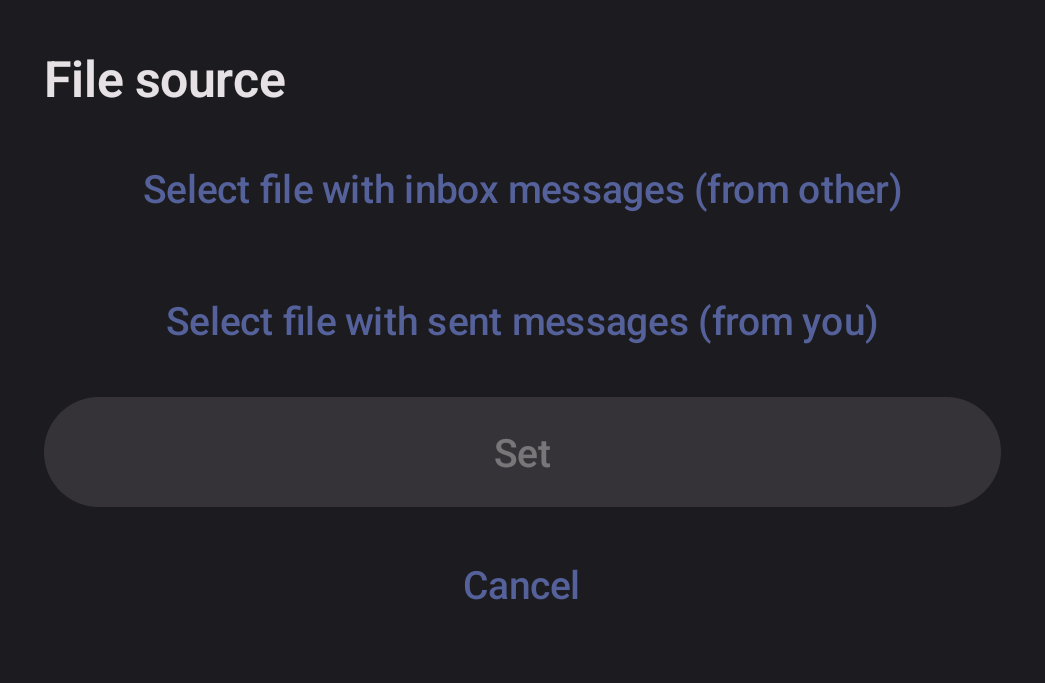 File source
Select file with inbox messages (from other)
Select file with sent messages (from you)
Set
Cancel